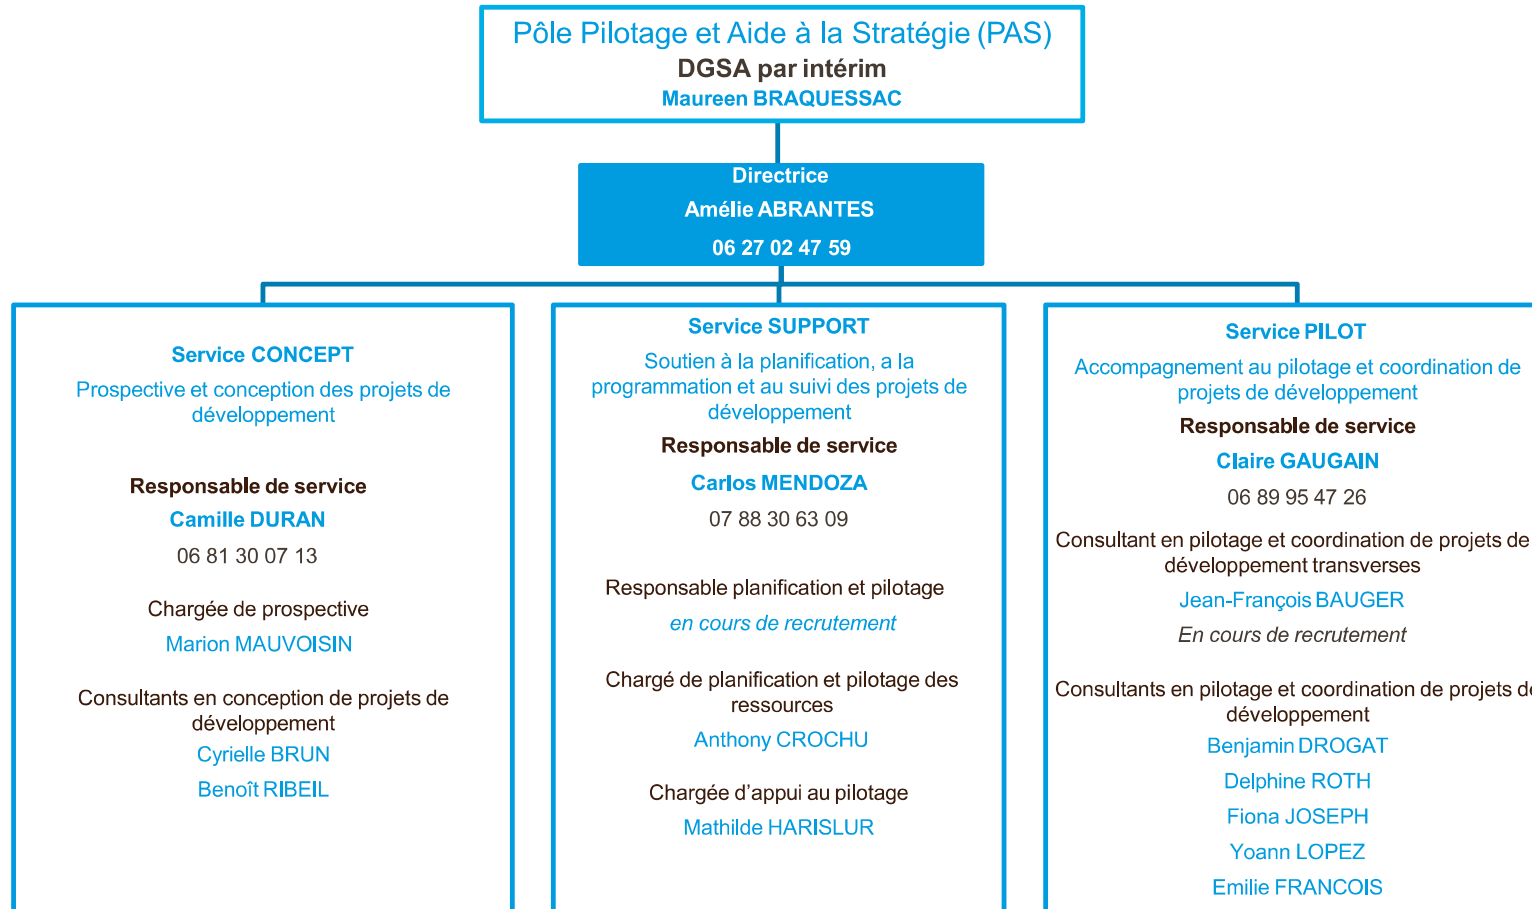 Pôle Pilotage et Aide à la Stratégie (PAS)
DGSA par intérim
Maureen BRAQUESSAC
Directrice
Amélie ABRANTES
06 27 02 47 59
Service CONCEPT
Prospective et conception des projets de
développement
Responsable de service
Camille DURAN
06 81 30 07 13
Chargée de prospective
Marion MAUVOISIN
Consultants en conception de projets de
développement
Cyrielle BRUN
Benoît RIBEIL
Service SUPPORT
Soutien à la planification, a la
programmation et au suivi des projets de
développement
Responsable de service
Carlos MENDOZA
07 88 30 63 09
Responsable planification et pilotage
en cours de recrutement
Chargé de planification et pilotage des
ressources
Anthony CROCHU
Chargée d’appui au pilotage
Mathilde HARISLUR
Service PILOT
Accompagnement au pilotage et coordination de
projets de développement
Responsable de service
Claire GAUGAIN
06 89 95 47 26
Consultant en pilotage et coordination de projets de
développement transverses
Jean-François BAUGER
En cours de recrutement
Consultants en pilotage et coordination de projets de
développement
Benjamin DROGAT
Delphine ROTH
Fiona JOSEPH
Yoann LOPEZ
Emilie FRANCOIS